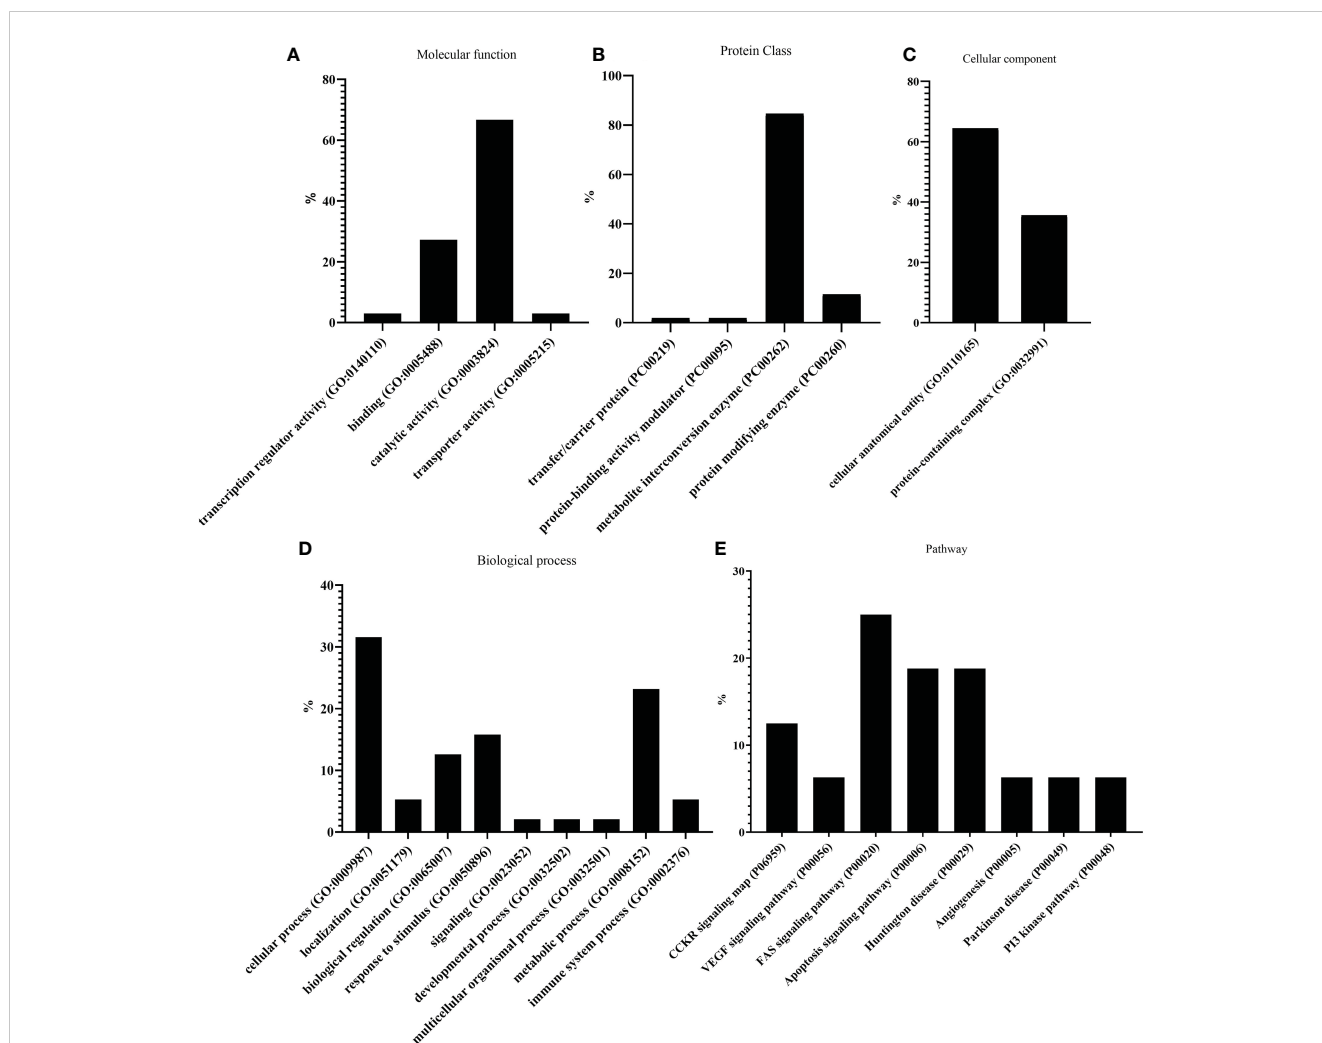 A
Molecular function
%
80
60
40
20
0
transcription regulator activity (GO:0140110)
binding (GO:0005488)
catalytic activity (GO:0003824)
transporter activity (GO:0005215)
B
Protein Class
%
100
80
60
40
20
0
transfer/carrier protein (PC00219)
protein-binding activity modulator (PC00095)
metabolite interconversion enzyme (PC00262)
protein modifying enzyme (PC00260)
C
Cellular component
%
80
60
40
20
0
cellular anatomical entity (GO:0110165)
protein-containing complex (GO:0032991)
D
Biological process
%
40
30
20
10
0
cellular process (GO:0009987)
localization (GO:0051179)
biological regulation (GO:0065007)
response to stimulus (GO:0050896)
signaling (GO:0023052)
developmental process (GO:0032502)
multicellular organismal process (GO:0032501)
metabolic process (GO:0008152)
immune system process (GO:0002376)
E
Pathway
%
30
20
10
0
CCKR signaling map (P06959)
VEGF signaling pathway (P00056)
FAS signaling pathway (P00020)
Apoptosis signaling pathway (P00006)
Huntington disease (P00029)
Angiogenesis (P00005)
Parkinson disease (P00049)
PI3 kinase pathway (P00048)